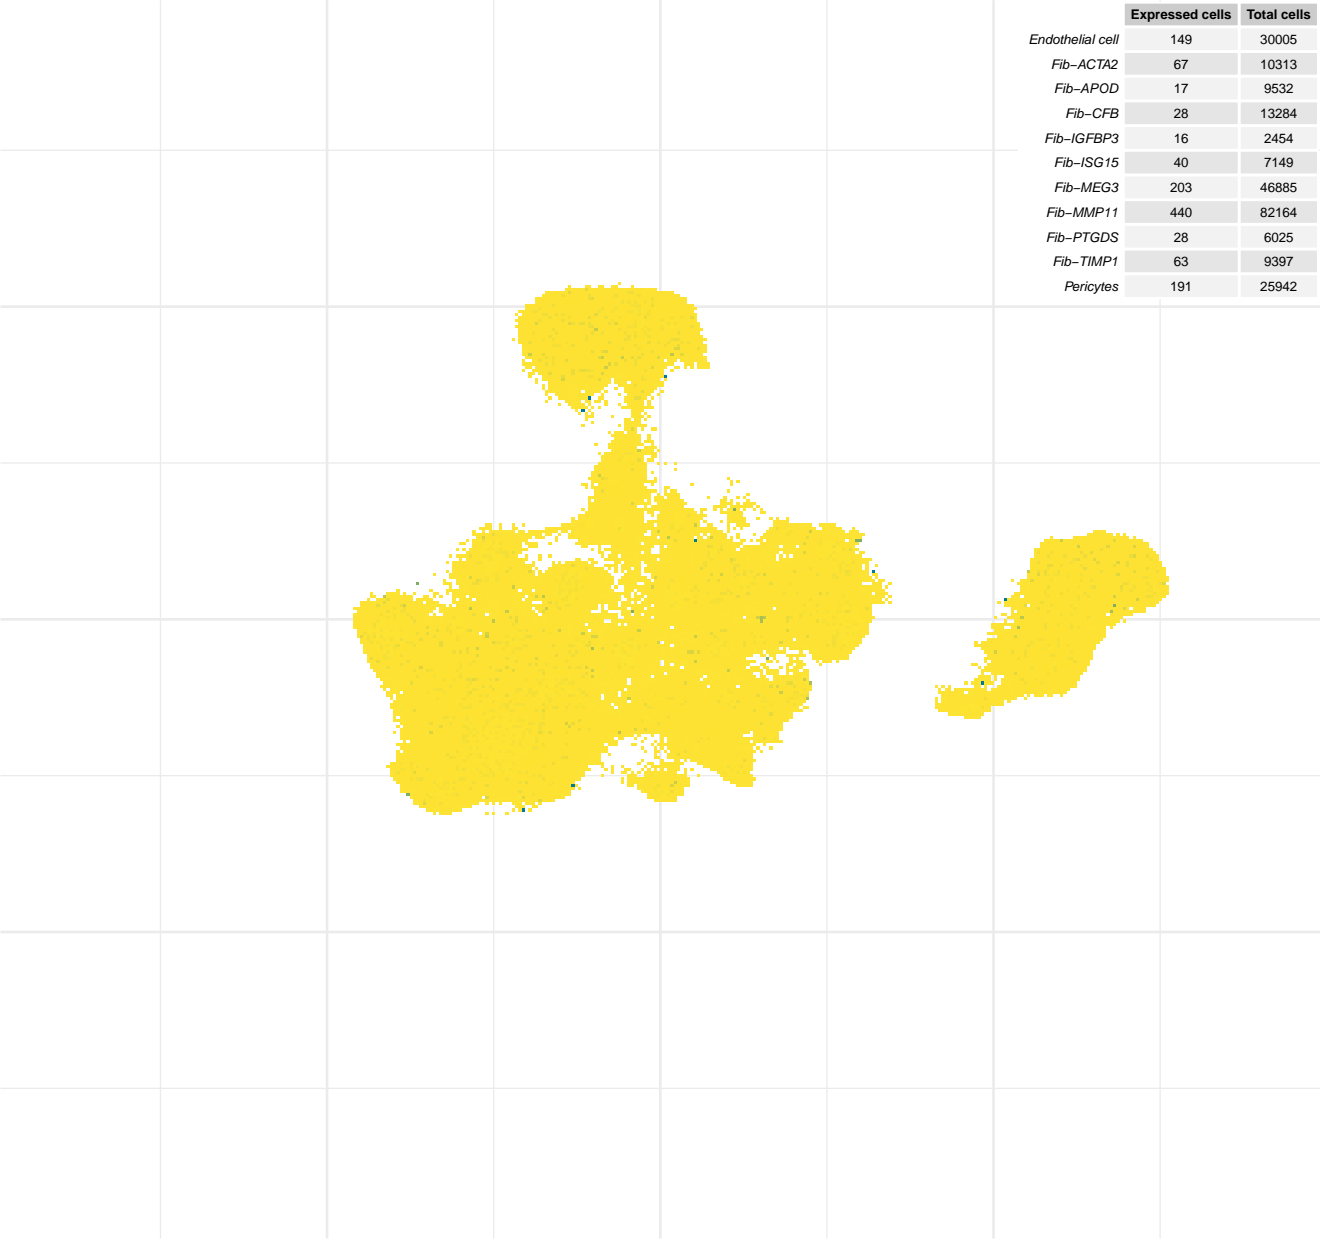 Expressed cells Total cells
Endothelial cell 149 30005
Fib−ACTA2 67 10313
Fib−APOD 17 9532
Fib−CFB 28 13284
Fib−IGFBP3 16 2454
Fib−ISG15 40 7149
Fib−MEG3 203 46885
Fib−MMP11 440 82164
Fib−PTGDS 28 6025
Fib−TIMP1 63 9397
Pericytes 191 25942